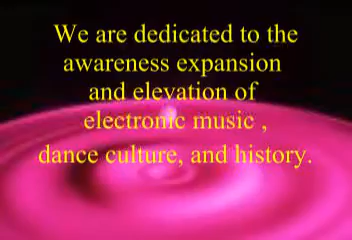 We are dedicated to the
awareness expansion
and elevation of
electronic music ,
dance culture, and history.